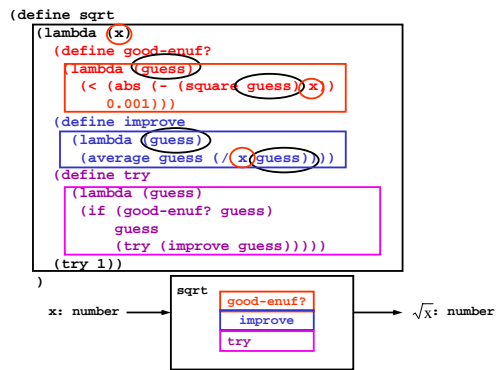 (define sqrt
(lambda (x)
(define good-enuf?
(lambda (guess)
(< (abs (- (square guess) x))
0.001)))
(define improve
(lambda (guess)
(average guess (/ x guess))))
(define try
(lambda (guess)
(if (good-enuf? guess)
guess
(try (improve guess)))))
(try 1))
)
sqrt
good-enuf?
x: number
√x: number
improve
try